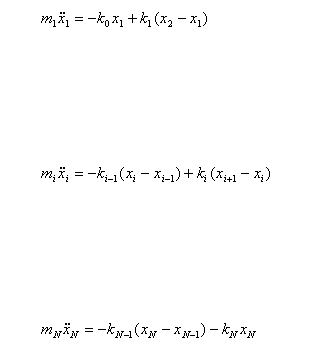 m₁ẍ₁ = −k₀x₁ + k₁(x₂ − x₁)
mᵢẍᵢ = −kᵢ₋₁(xᵢ − xᵢ₋₁) + kᵢ(xᵢ₊₁ − xᵢ)
m_N ẍ_N = −k_{N−1}(x_N − x_{N−1}) − k_N x_N